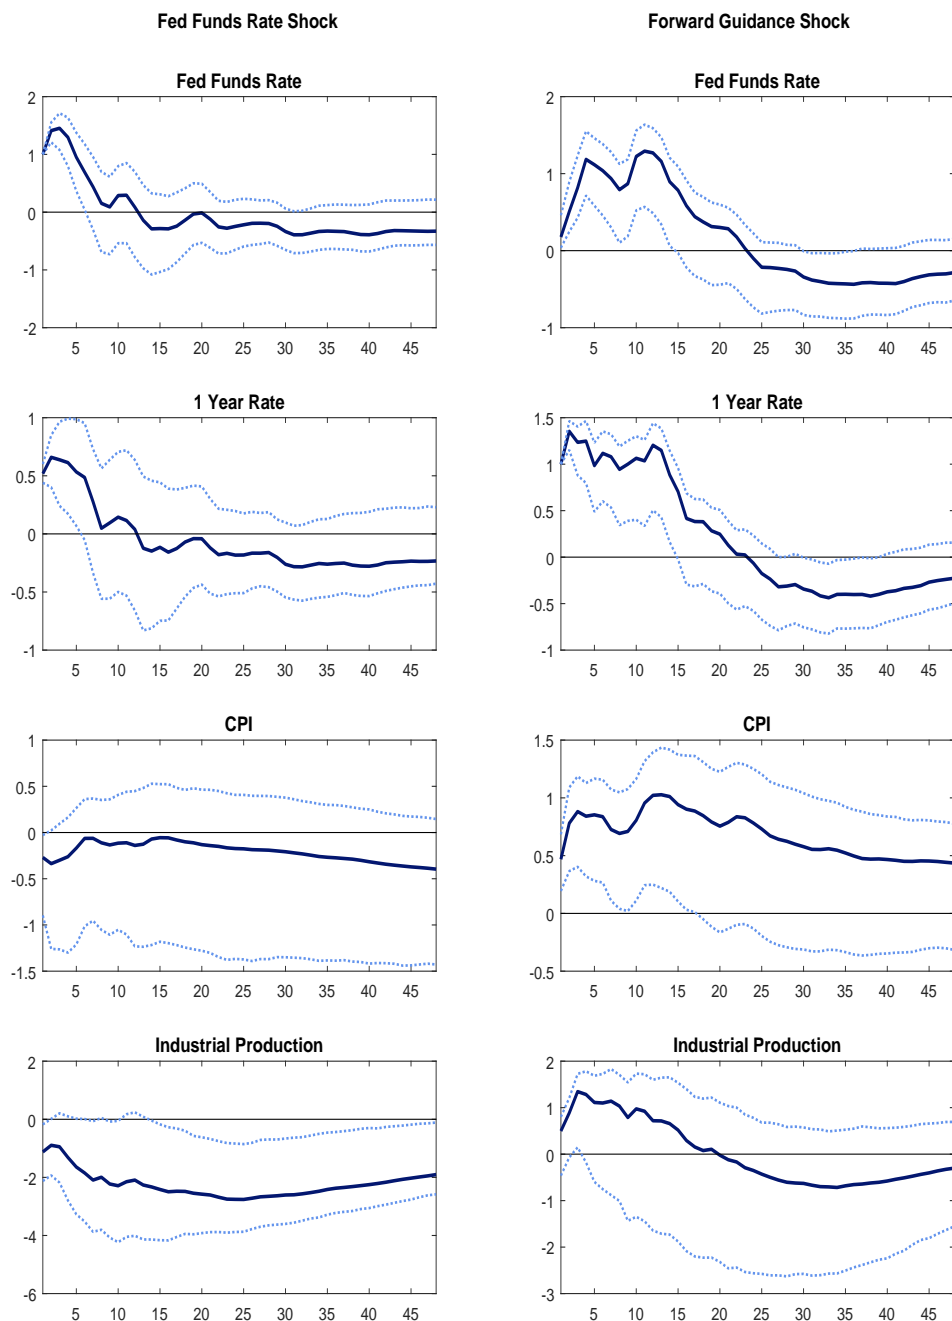 Fed Funds Rate Shock
Forward Guidance Shock
Fed Funds Rate
2
1
0
-1
-2
5 10 15 20 25 30 35 40 45
Fed Funds Rate
2
1
0
-1
5 10 15 20 25 30 35 40 45
1 Year Rate
1
0.5
0
-0.5
-1
5 10 15 20 25 30 35 40 45
1 Year Rate
1.5
1
0.5
0
-0.5
-1
5 10 15 20 25 30 35 40 45
CPI
1
0.5
0
-0.5
-1
-1.5
5 10 15 20 25 30 35 40 45
CPI
1.5
1
0.5
0
-0.5
5 10 15 20 25 30 35 40 45
Industrial Production
2
0
-2
-4
-6
5 10 15 20 25 30 35 40 45
Industrial Production
2
1
0
-1
-2
-3
5 10 15 20 25 30 35 40 45